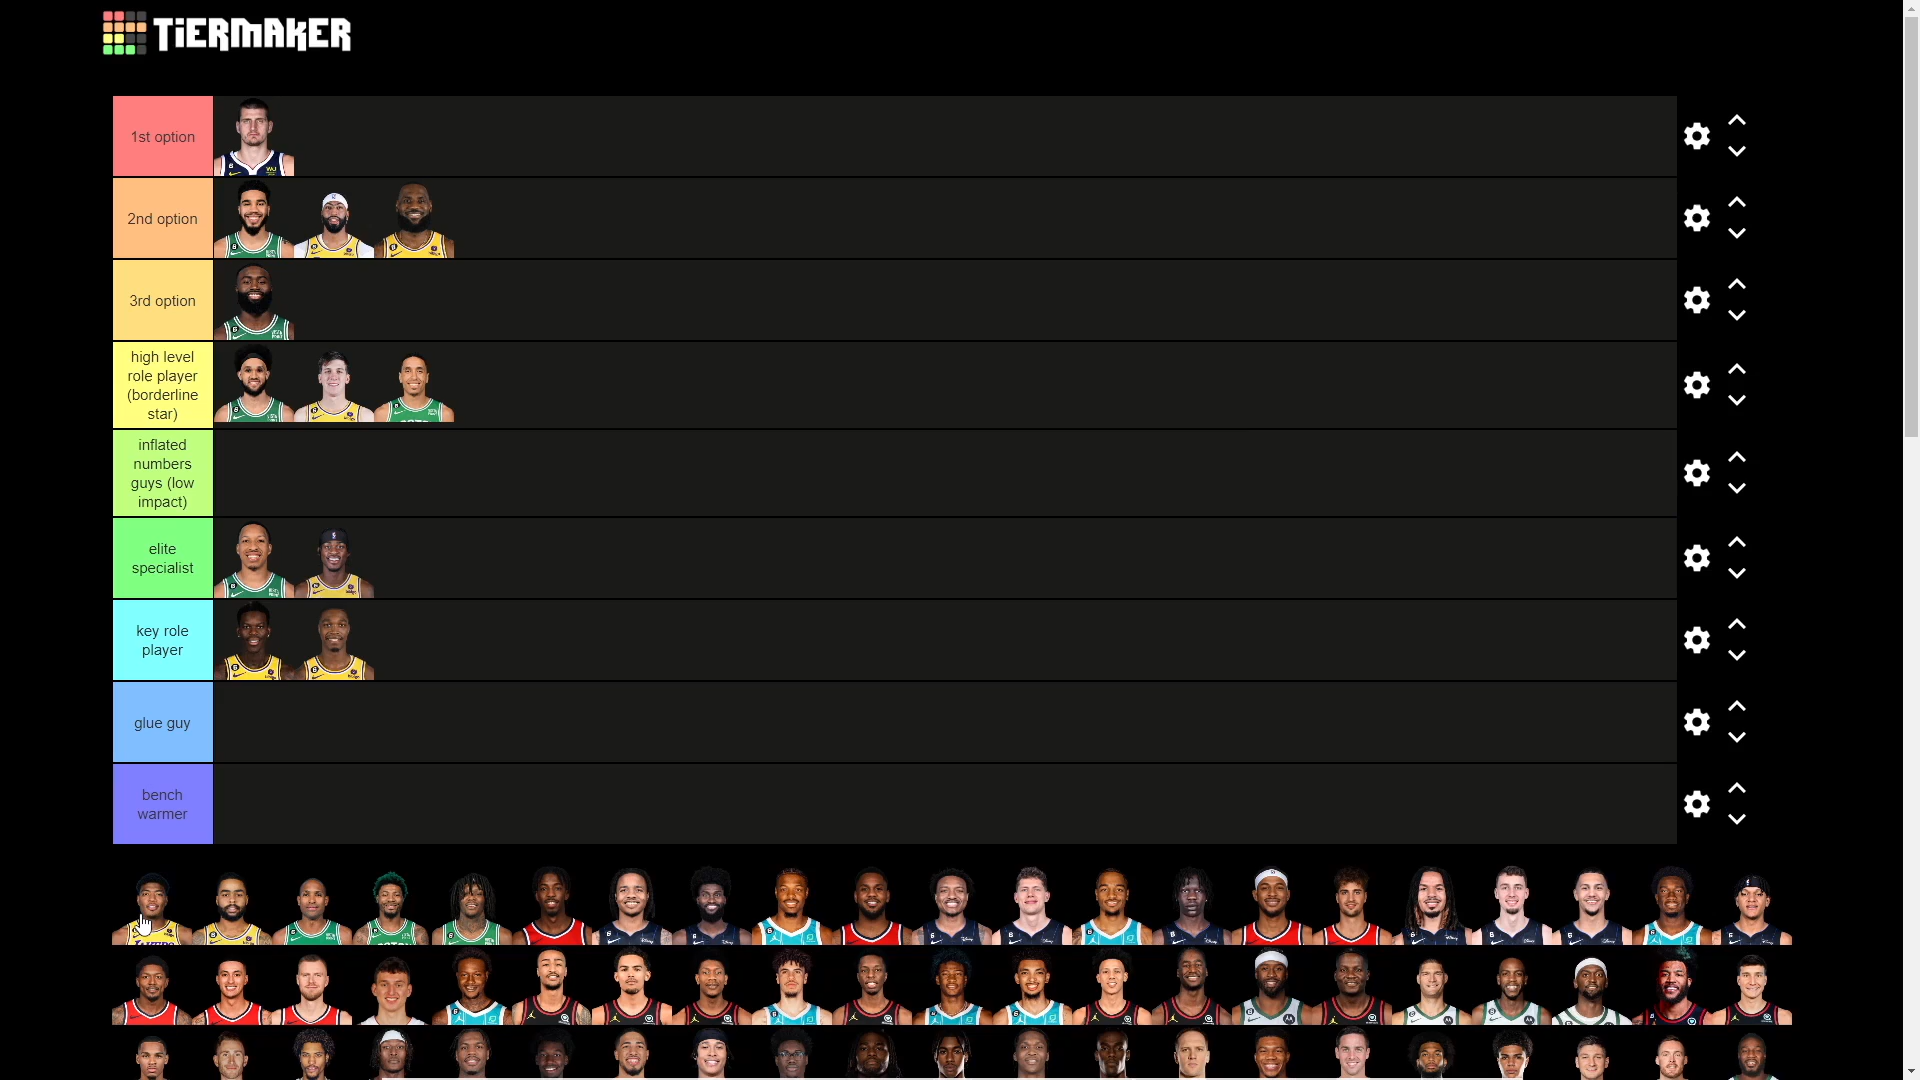 TiERMAKER
1st option
2nd option
3rd option
high level
role player
(borderline
star)
inflated
numbers
guys (low
impact)
elite
specialist
key role
player
glue guy
bench
warmer